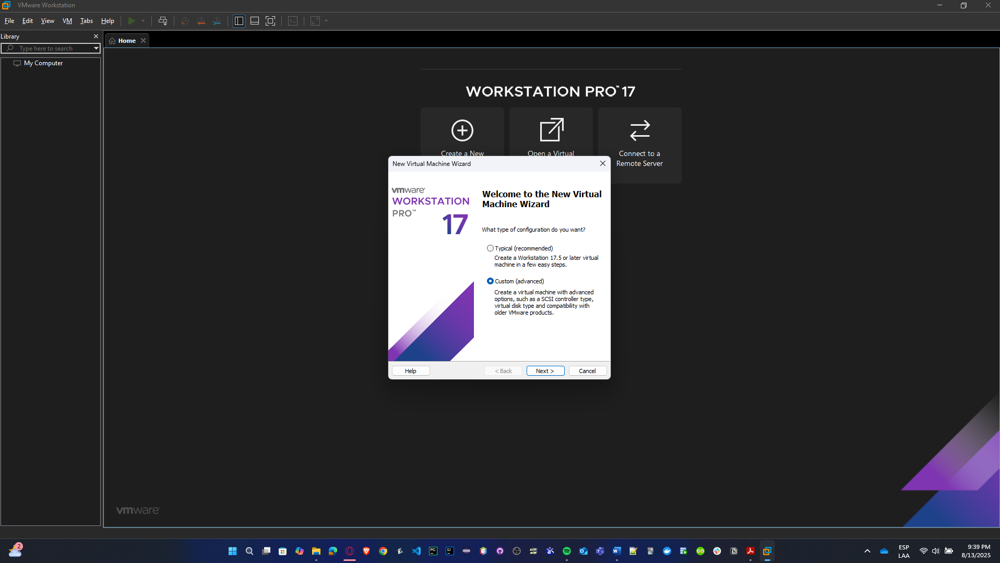 VMware Workstation
File Edit View VM Tabs Help
Library
Type here to search
My Computer
Home
WORKSTATION PRO™ 17
Create a New
Open a Virtual
Connect to a
Remote Server
New Virtual Machine Wizard
vmware®
WORKSTATION
PRO™
17
Welcome to the New Virtual
Machine Wizard
What type of configuration do you want?
Typical (recommended)
Create a Workstation 17.5 or later virtual
machine in a few easy steps.
Custom (advanced)
Create a virtual machine with advanced
options, such as a SCSI controller type,
virtual disk type and compatibility with
older VMware products.
Help
< Back
Next >
Cancel
vmware®
2
PC
IJ
W
ESP
LAA
9:39 PM
8/13/2025